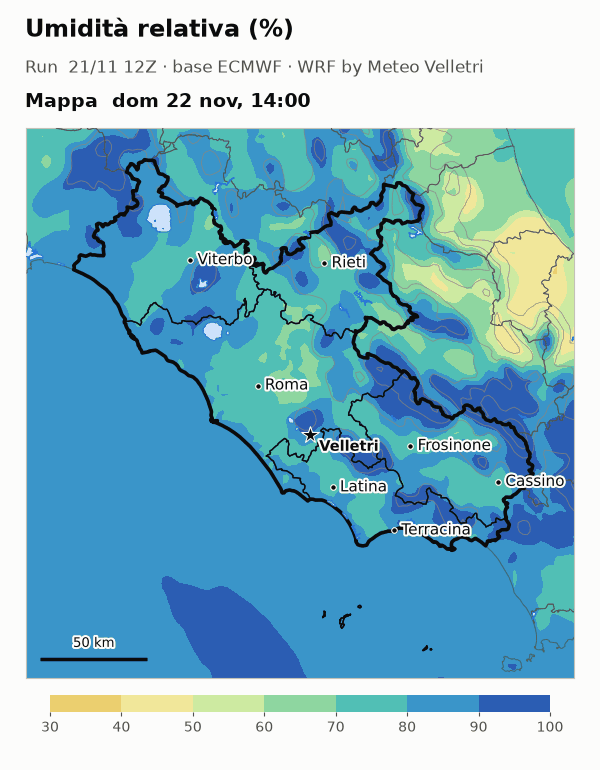 Umidità relativa (%)
Run  21/11 12Z · base ECMWF · WRF by Meteo Velletri
Mappa  dom 22 nov, 14:00
Viterbo
Rieti
Roma
Velletri
Frosinone
Latina
Cassino
Terracina
50 km
30 40 50 60 70 80 90 100